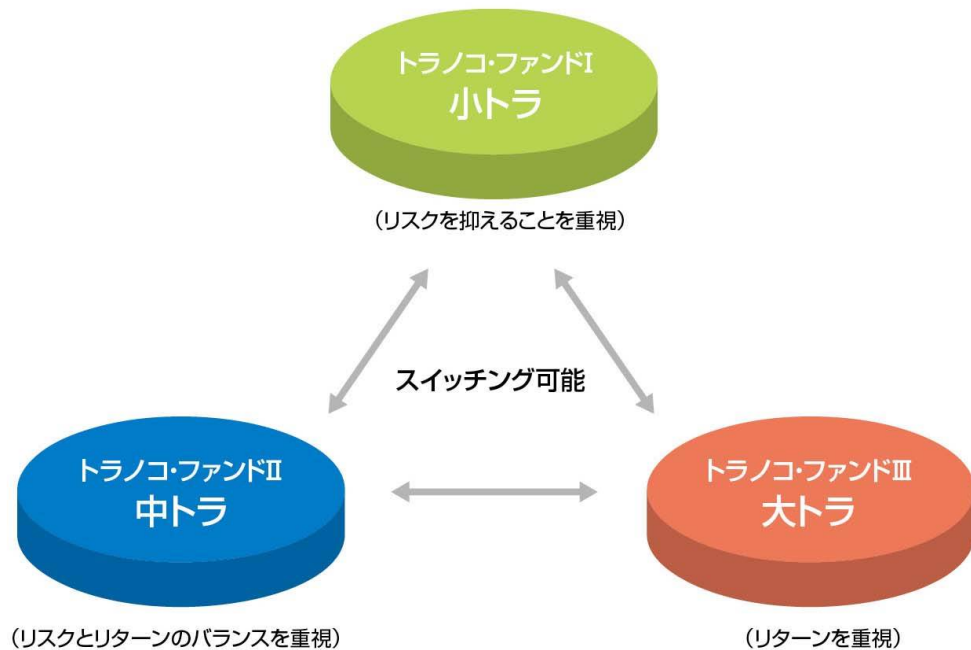 トラノコ・ファンドⅠ
小トラ
（リスクを抑えることを重視）
スイッチング可能
トラノコ・ファンドⅡ
中トラ
（リスクとリターンのバランスを重視）
トラノコ・ファンドⅢ
大トラ
（リターンを重視）